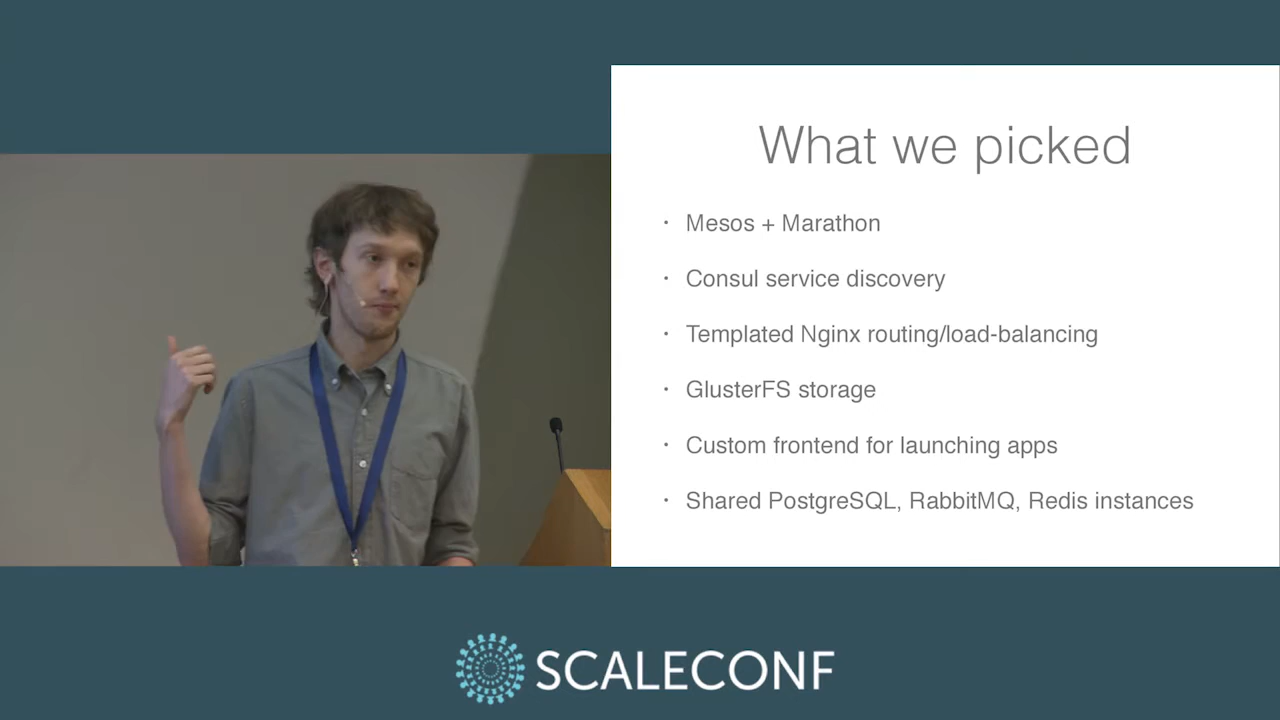 What we picked
· Mesos + Marathon
· Consul service discovery
· Templated Nginx routing/load-balancing
· GlusterFS storage
· Custom frontend for launching apps
· Shared PostgreSQL, RabbitMQ, Redis instances
SCALECONF